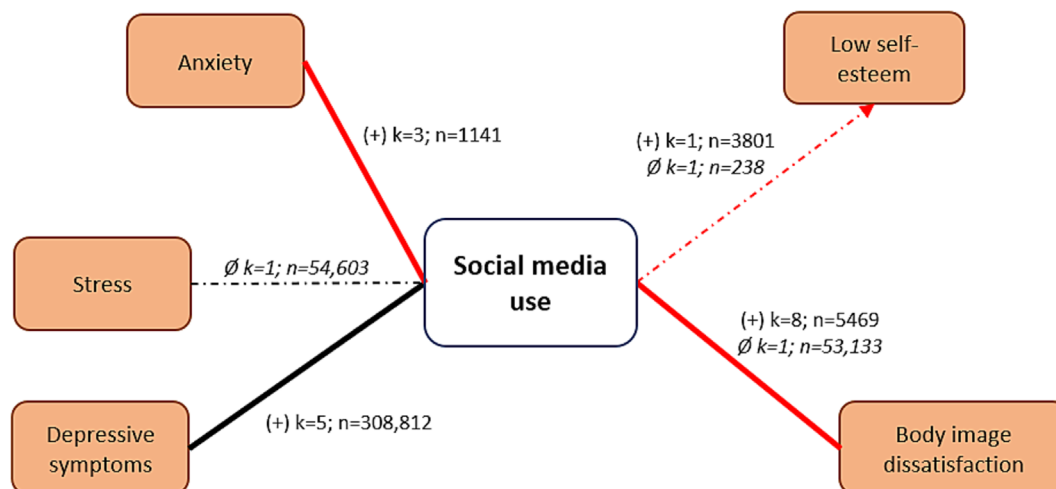 Anxiety
Low self-
esteem
(+) k=3; n=1141
(+) k=1; n=3801
Ø k=1; n=238
Stress
Ø k=1; n=54,603
Social media
use
(+) k=8; n=5469
Ø k=1; n=53,133
Depressive
symptoms
(+) k=5; n=308,812
Body image
dissatisfaction